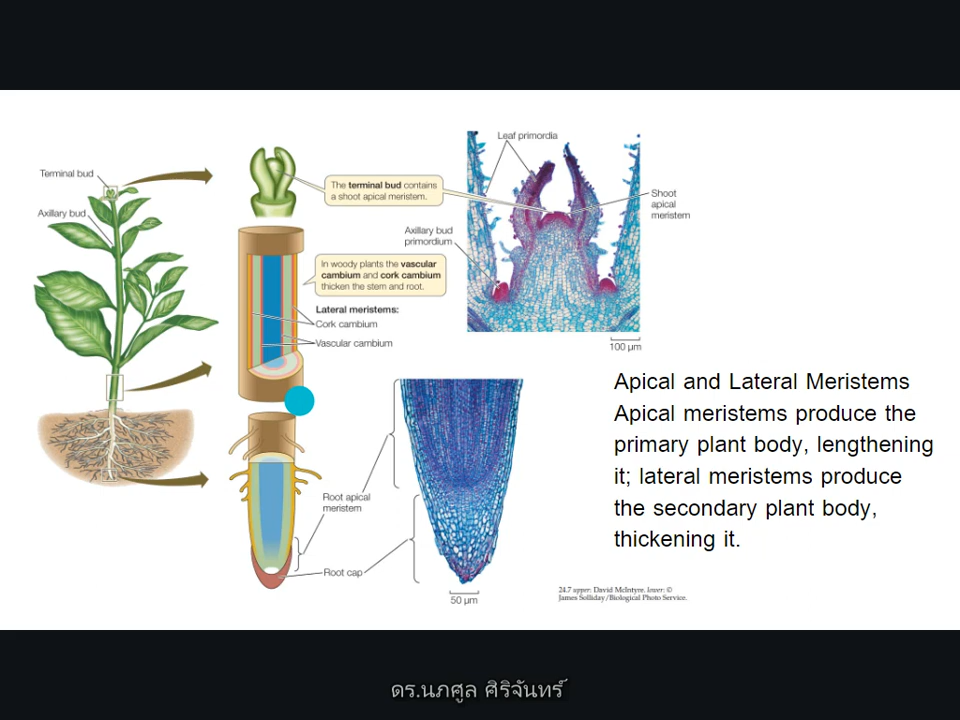 Terminal bud
Axillary bud
The terminal bud contains
a shoot apical meristem.
In woody plants the vascular
cambium and cork cambium
thicken the stem and root.
Lateral meristems:
Cork cambium
Vascular cambium
Root apical
meristem
Root cap
Leaf primordia
Shoot
apical
meristem
Axillary bud
primordium
100 µm
50 µm
Apical and Lateral Meristems
Apical meristems produce the
primary plant body, lengthening
it; lateral meristems produce
the secondary plant body,
thickening it.
24.7 upper: David McIntyre. lower: ©
James Solliday/Biological Photo Service.
ดร.นภศูล ศิริจันทร์